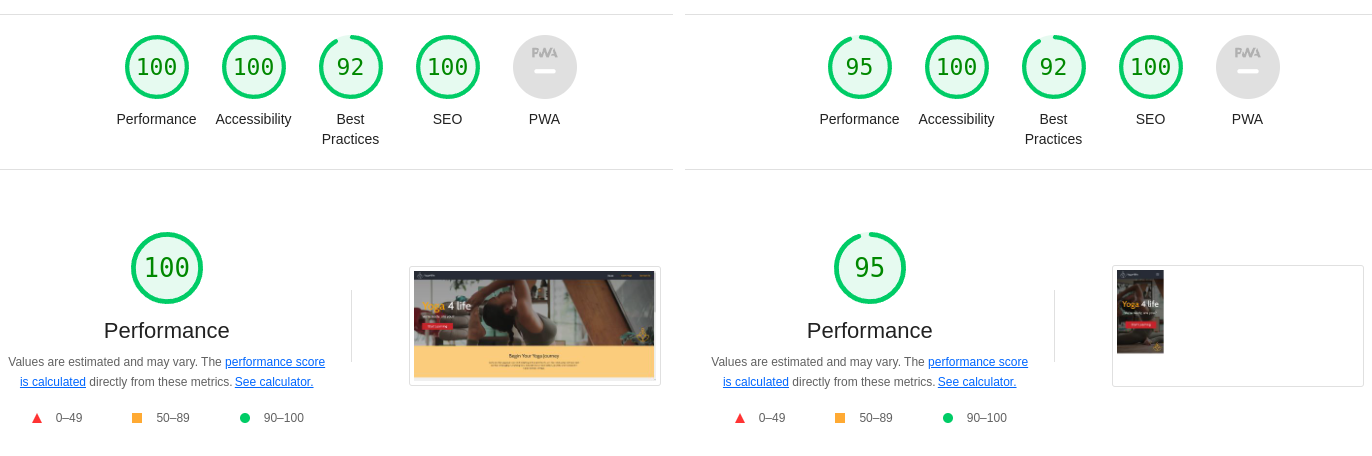 100
100
92
100
PWA
Performance
Accessibility
Best
Practices
SEO
PWA
100
Performance
Values are estimated and may vary. The performance score
is calculated directly from these metrics. See calculator.
0–49
50–89
90–100
Yoga 4 life
Begin Your Yoga Journey
95
100
92
100
PWA
Performance
Accessibility
Best
Practices
SEO
PWA
95
Performance
Values are estimated and may vary. The performance score
is calculated directly from these metrics. See calculator.
0–49
50–89
90–100
Yoga 4 life